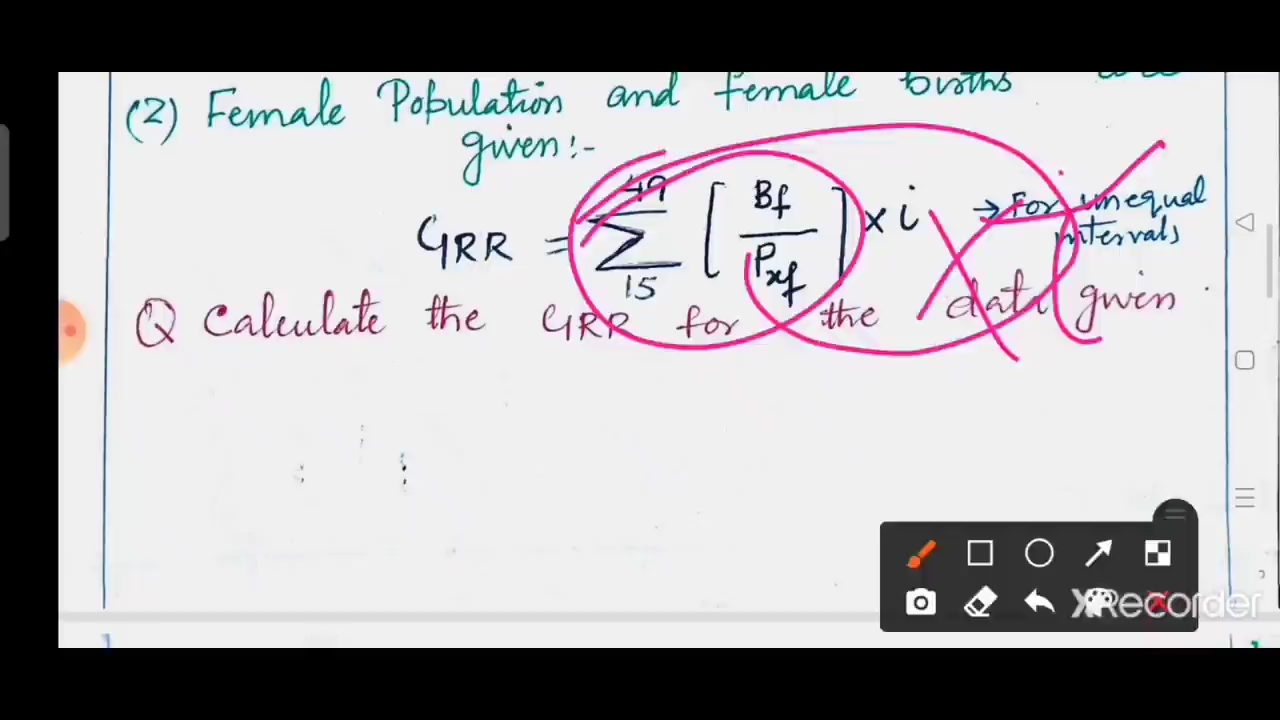 (2) Female Population and female births
given:-
GRR = 49 Σ 15 [ Bf / Pxf ] × i → For unequal intervals
Q Calculate the GRR for the data given
XRecorder